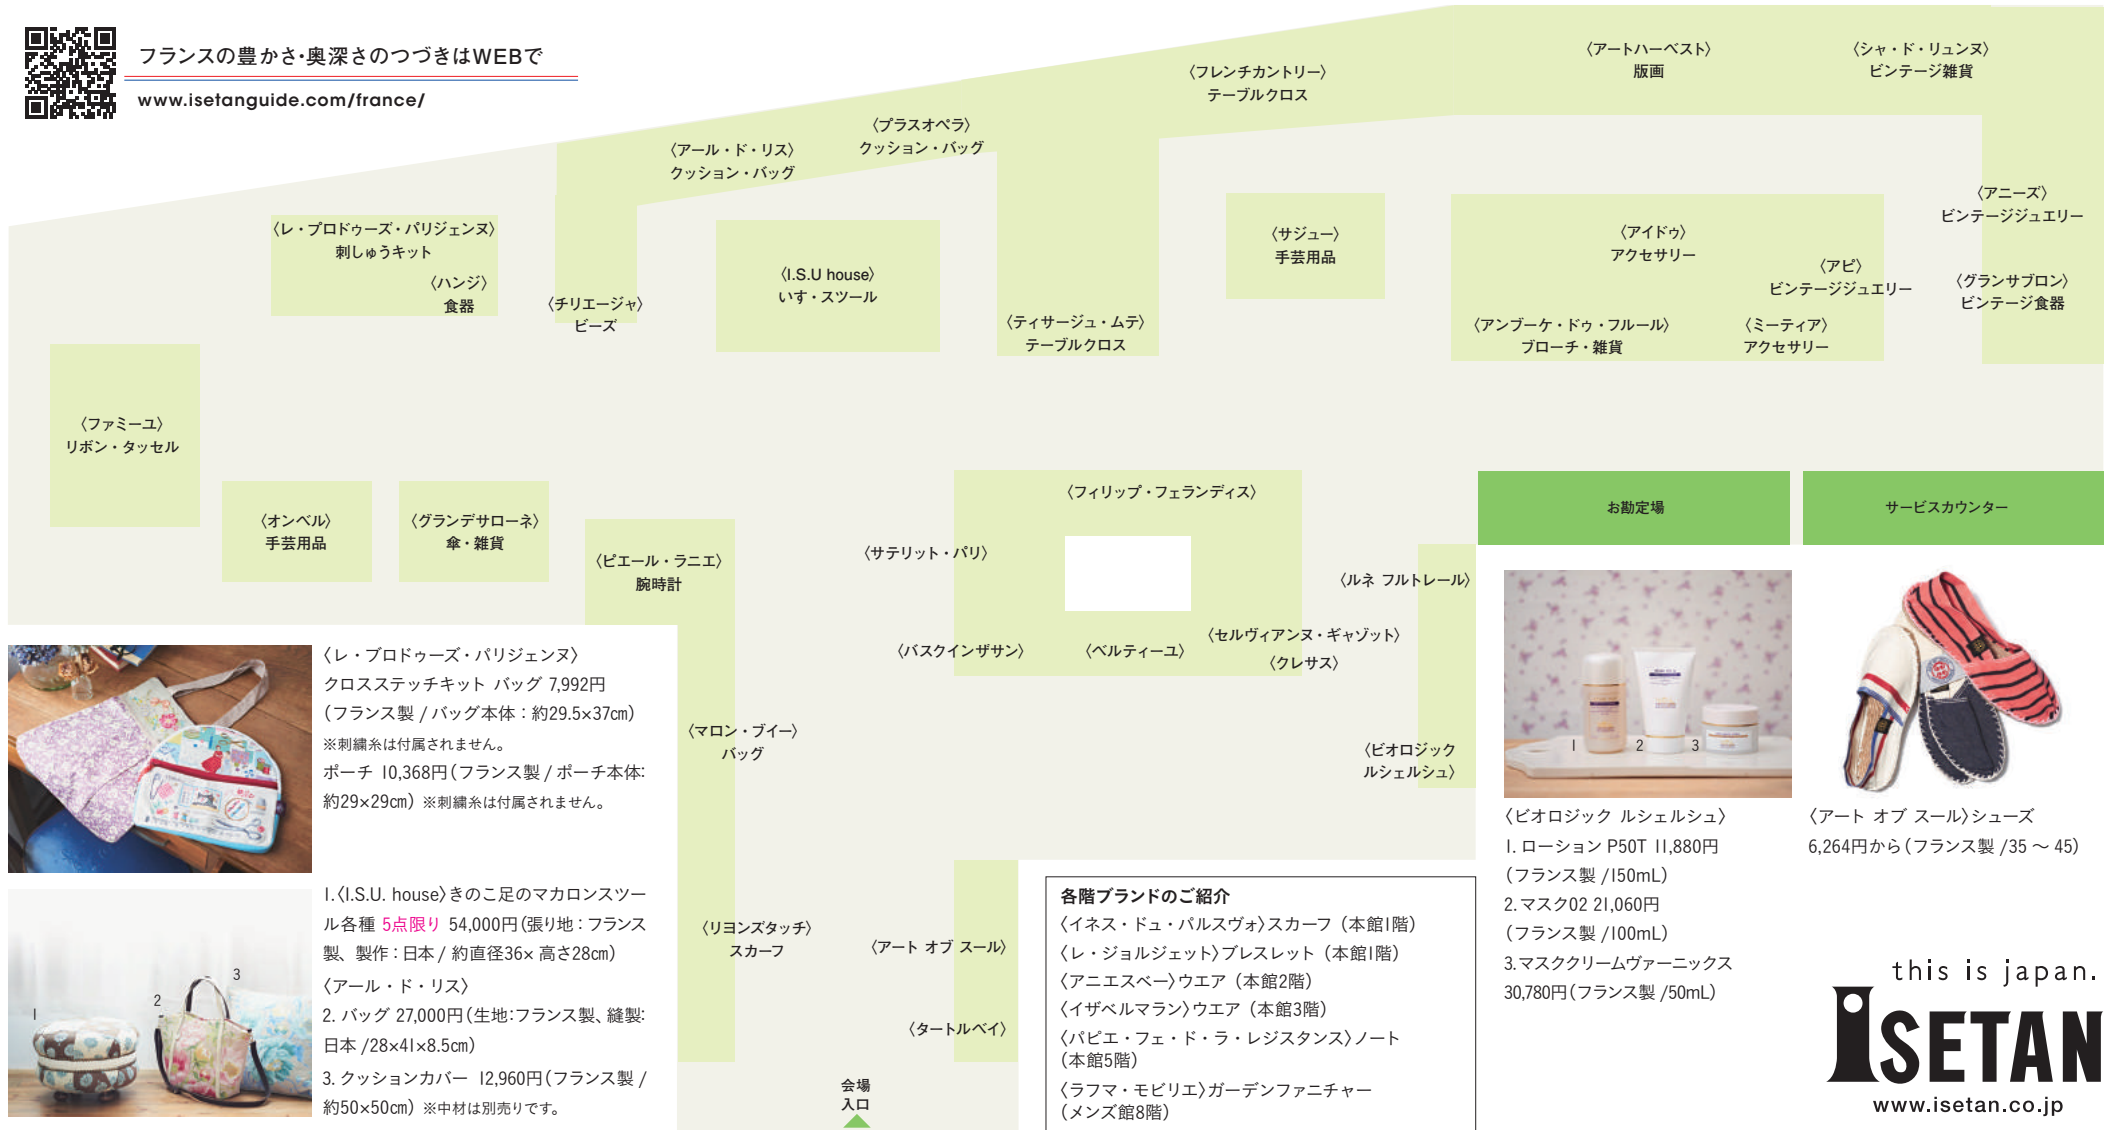 フランスの豊かさ・奥深さのつづきはWEBで
www.isetanguide.com/france/
〈アートハーベスト〉
版画
〈シャ・ド・リュンヌ〉
ビンテージ雑貨
〈フレンチカントリー〉
テーブルクロス
〈プラスオペラ〉
クッション・バッグ
〈アール・ド・リス〉
クッション・バッグ
〈アニーズ〉
ビンテージジュエリー
〈レ・プロドゥーズ・パリジェンヌ〉
刺しゅうキット
〈ハンジ〉
食器
〈チリエージャ〉
ビーズ
〈I.S.U house〉
いす・スツール
〈ティサージュ・ムテ〉
テーブルクロス
〈サジュー〉
手芸用品
〈アイドゥ〉
アクセサリー
〈アピ〉
ビンテージジュエリー
〈グランサブロン〉
ビンテージ食器
〈アンブーケ・ドゥ・フルール〉
ブローチ・雑貨
〈ミーティア〉
アクセサリー
〈ファミーユ〉
リボン・タッセル
〈オンベル〉
手芸用品
〈グランデサローネ〉
傘・雑貨
〈ピエール・ラニエ〉
腕時計
〈フィリップ・フェランディス〉
〈サテリット・パリ〉
〈バスクインザサン〉
〈ベルティーユ〉
〈セルヴィアンヌ・ギャゾット〉
〈クレサス〉
〈ルネ フルトレール〉
お勘定場
サービスカウンター
〈マロン・ブイー〉
バッグ
〈ビオロジック
ルシェルシュ〉
〈リヨンズタッチ〉
スカーフ
〈アート オブ スール〉
〈タートルベイ〉
会場
入口
〈レ・ブロドゥーズ・パリジェンヌ〉
クロスステッチキット バッグ 7,992円
（フランス製 / バッグ本体：約29.5×37㎝）
※刺繍糸は付属されません。
ポーチ 10,368円（フランス製 / ポーチ本体:
約29×29㎝） ※刺繍糸は付属されません。
1 2 3
1.〈I.S.U. house〉きのこ足のマカロンスツー
ル各種 5点限り 54,000円（張り地：フランス
製、製作：日本 / 約直径36× 高さ28㎝）
〈アール・ド・リス〉
2. バッグ 27,000円（生地:フランス製、縫製:
日本 /28×41×8.5㎝）
3. クッションカバー 12,960円（フランス製 /
約50×50㎝） ※中材は別売りです。
各階ブランドのご紹介
〈イネス・ドュ・パルスヴォ〉スカーフ（本館1階）
〈レ・ジョルジェット〉ブレスレット（本館1階）
〈アニエスベー〉ウエア（本館2階）
〈イザベルマラン〉ウエア（本館3階）
〈パピエ・フェ・ド・ラ・レジスタンス〉ノート
（本館5階）
〈ラフマ・モビリエ〉ガーデンファニチャー
（メンズ館8階）
1 2 3
〈ビオロジック ルシェルシュ〉
1. ローション P50T 11,880円
（フランス製 /150mL）
2. マスク02 21,060円
（フランス製 /100mL）
3.マスククリームヴァーニックス
30,780円（フランス製 /50mL）
〈アート オブ スール〉シューズ
6,264円から（フランス製 /35 ～ 45）
this is japan.
ISETAN
www.isetan.co.jp